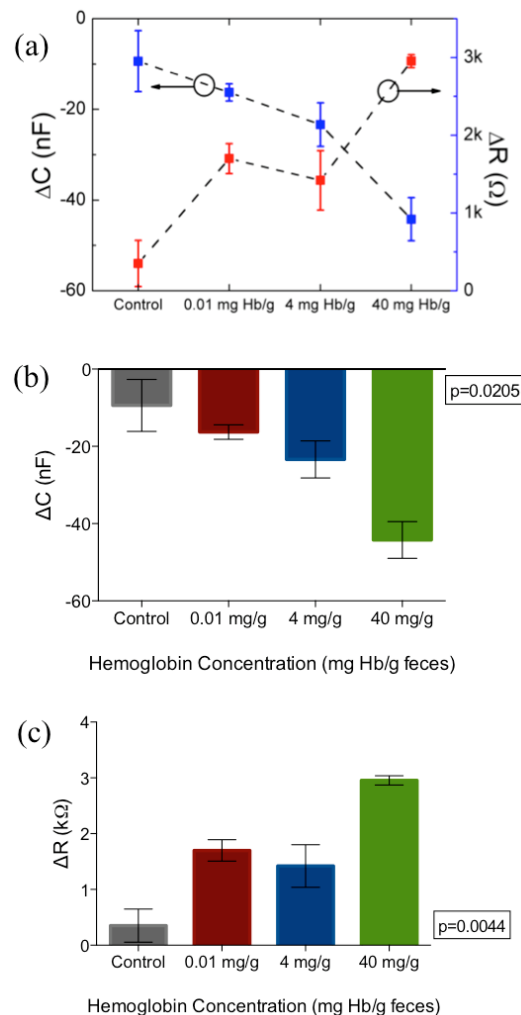 (a)
0
-20
-40
-60
ΔC (nF)
3k
2k
1k
0
ΔR (Ω)
Control 0.01 mg Hb/g 4 mg Hb/g 40 mg Hb/g
(b)
0
-20
-40
-60
ΔC (nF)
p=0.0205
Control 0.01 mg/g 4 mg/g 40 mg/g
Hemoglobin Concentration (mg Hb/g feces)
(c)
4
3
2
1
0
ΔR (kΩ)
p=0.0044
Control 0.01 mg/g 4 mg/g 40 mg/g
Hemoglobin Concentration (mg Hb/g feces)